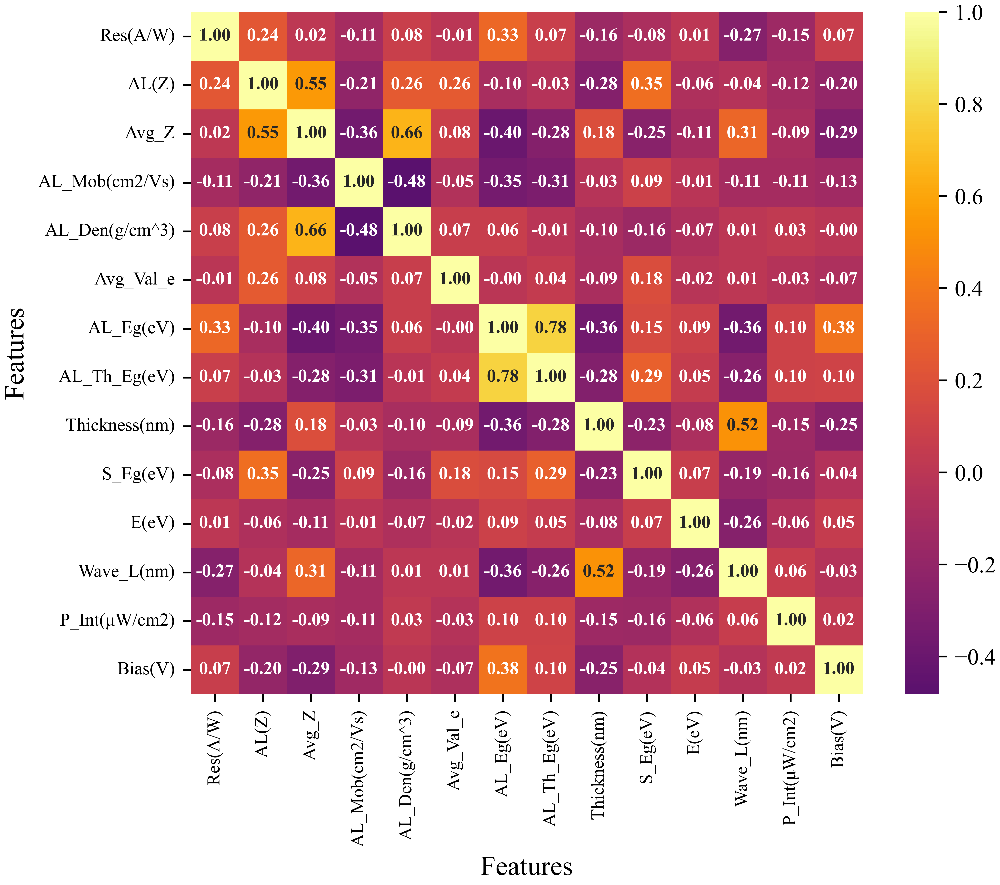 Res(A/W) 1.00 0.24 0.02 -0.11 0.08 -0.01 0.33 0.07 -0.16 -0.08 0.01 -0.27 -0.15 0.07
AL(Z) 0.24 1.00 0.55 -0.21 0.26 0.26 -0.10 -0.03 -0.28 0.35 -0.06 -0.04 -0.12 -0.20
Avg_Z 0.02 0.55 1.00 -0.36 0.66 0.08 -0.40 -0.28 0.18 -0.25 -0.11 0.31 -0.09 -0.29
AL_Mob(cm2/Vs) -0.11 -0.21 -0.36 1.00 -0.48 -0.05 -0.35 -0.31 -0.03 0.09 -0.01 -0.11 -0.11 -0.13
AL_Den(g/cm^3) 0.08 0.26 0.66 -0.48 1.00 0.07 0.06 -0.01 -0.10 -0.16 -0.07 0.01 0.03 -0.00
Avg_Val_e -0.01 0.26 0.08 -0.05 0.07 1.00 -0.00 0.04 -0.09 0.18 -0.02 0.01 -0.03 -0.07
AL_Eg(eV) 0.33 -0.10 -0.40 -0.35 0.06 -0.00 1.00 0.78 -0.36 0.15 0.09 -0.36 0.10 0.38
AL_Th_Eg(eV) 0.07 -0.03 -0.28 -0.31 -0.01 0.04 0.78 1.00 -0.28 0.29 0.05 -0.26 0.10 0.10
Thickness(nm) -0.16 -0.28 0.18 -0.03 -0.10 -0.09 -0.36 -0.28 1.00 -0.23 -0.08 0.52 -0.15 -0.25
S_Eg(eV) -0.08 0.35 -0.25 0.09 -0.16 0.18 0.15 0.29 -0.23 1.00 0.07 -0.19 -0.16 -0.04
E(eV) 0.01 -0.06 -0.11 -0.01 -0.07 -0.02 0.09 0.05 -0.08 0.07 1.00 -0.26 -0.06 0.05
Wave_L(nm) -0.27 -0.04 0.31 -0.11 0.01 0.01 -0.36 -0.26 0.52 -0.19 -0.26 1.00 0.06 -0.03
P_Int(μW/cm2) -0.15 -0.12 -0.09 -0.11 0.03 -0.03 0.10 0.10 -0.15 -0.16 -0.06 0.06 1.00 0.02
Bias(V) 0.07 -0.20 -0.29 -0.13 -0.00 -0.07 0.38 0.10 -0.25 -0.04 0.05 -0.03 0.02 1.00
Features
Res(A/W)
AL(Z)
Avg_Z
AL_Mob(cm2/Vs)
AL_Den(g/cm^3)
Avg_Val_e
AL_Eg(eV)
AL_Th_Eg(eV)
Thickness(nm)
S_Eg(eV)
E(eV)
Wave_L(nm)
P_Int(μW/cm2)
Bias(V)
Features
1.0
0.8
0.6
0.4
0.2
0.0
−0.2
−0.4